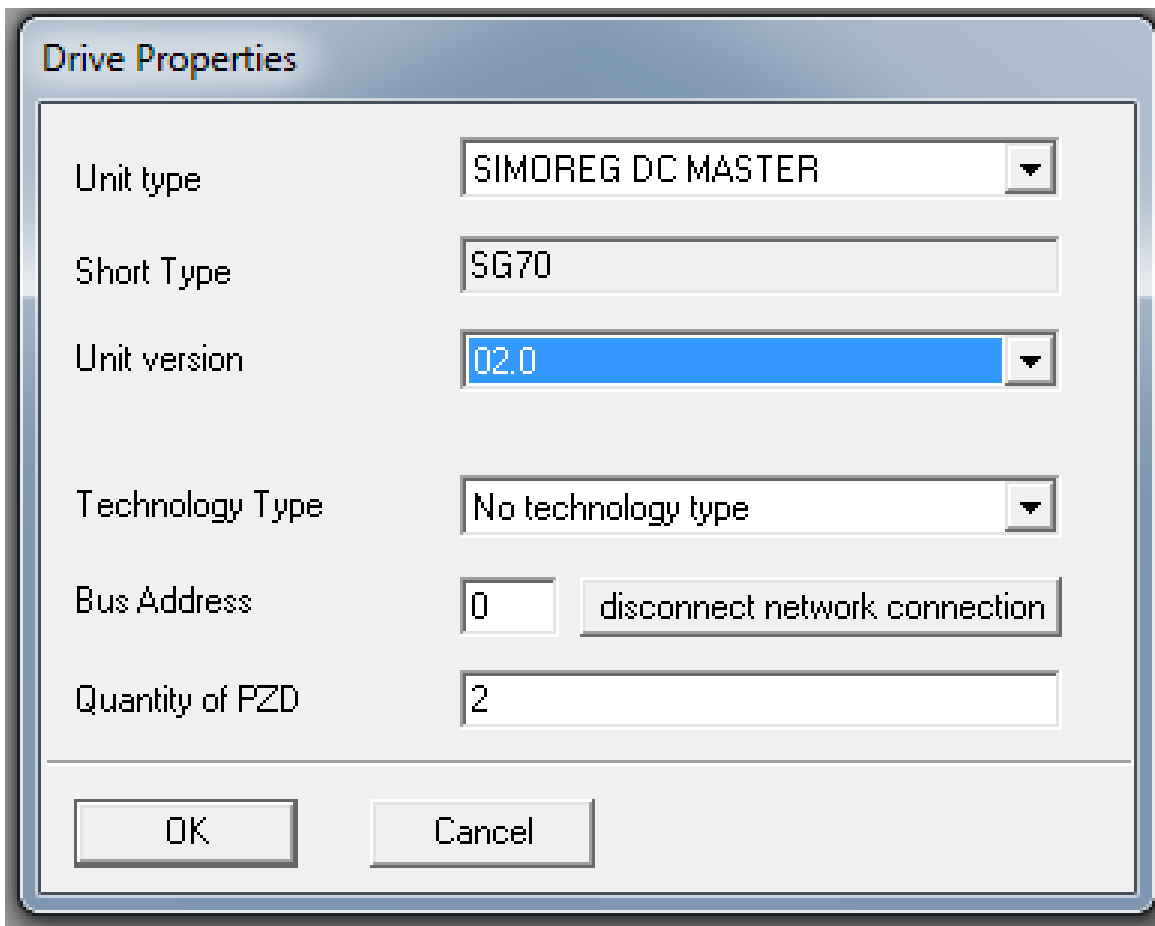 Drive Properties
Unit type SIMOREG DC MASTER
Short Type SG70
Unit version 02.0
Technology Type No technology type
Bus Address 0 disconnect network connection
Quantity of PZD 2
OK Cancel